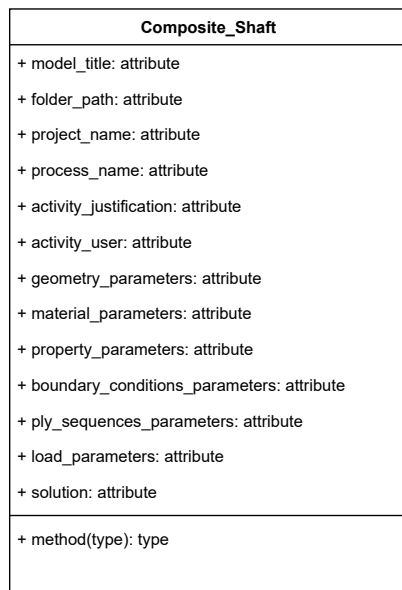 Composite_Shaft
+ model_title: attribute
+ folder_path: attribute
+ project_name: attribute
+ process_name: attribute
+ activity_justification: attribute
+ activity_user: attribute
+ geometry_parameters: attribute
+ material_parameters: attribute
+ property_parameters: attribute
+ boundary_conditions_parameters: attribute
+ ply_sequences_parameters: attribute
+ load_parameters: attribute
+ solution: attribute
+ method(type): type